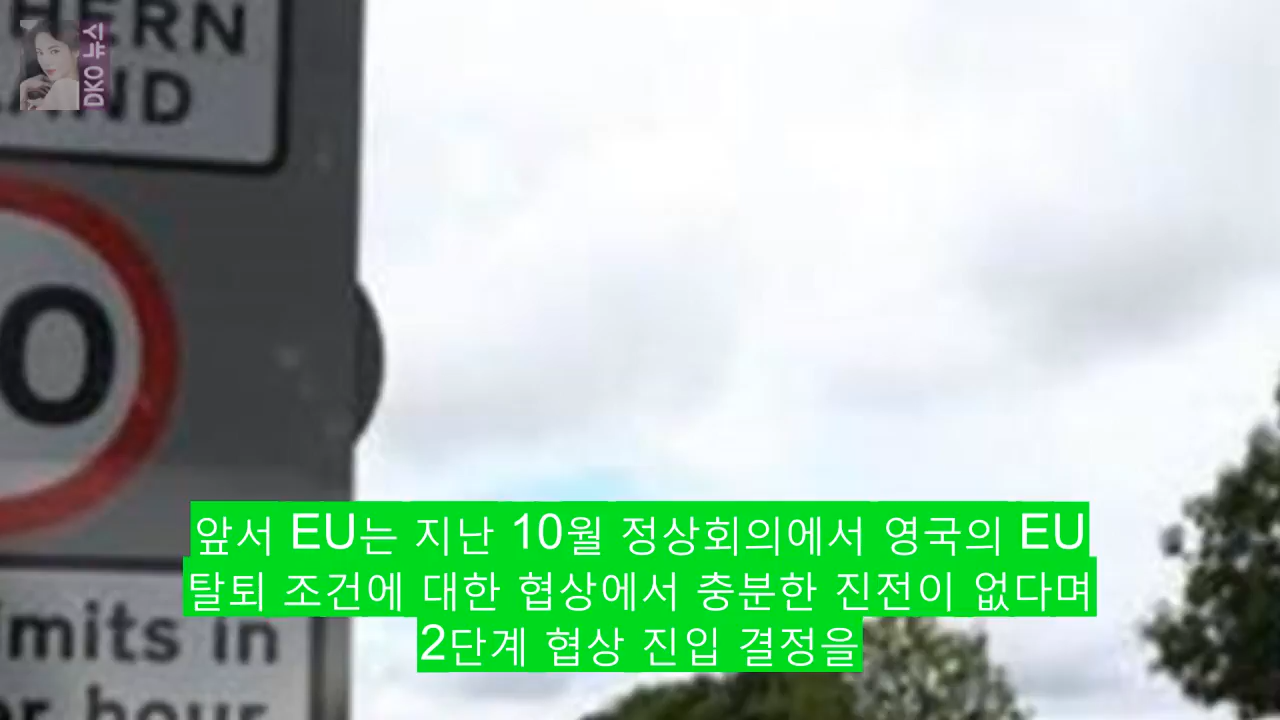 HERN
AND
DKO 뉴스
0
imits in
or hour
앞서 EU는 지난 10월 정상회의에서 영국의 EU
탈퇴 조건에 대한 협상에서 충분한 진전이 없다며
2단계 협상 진입 결정을